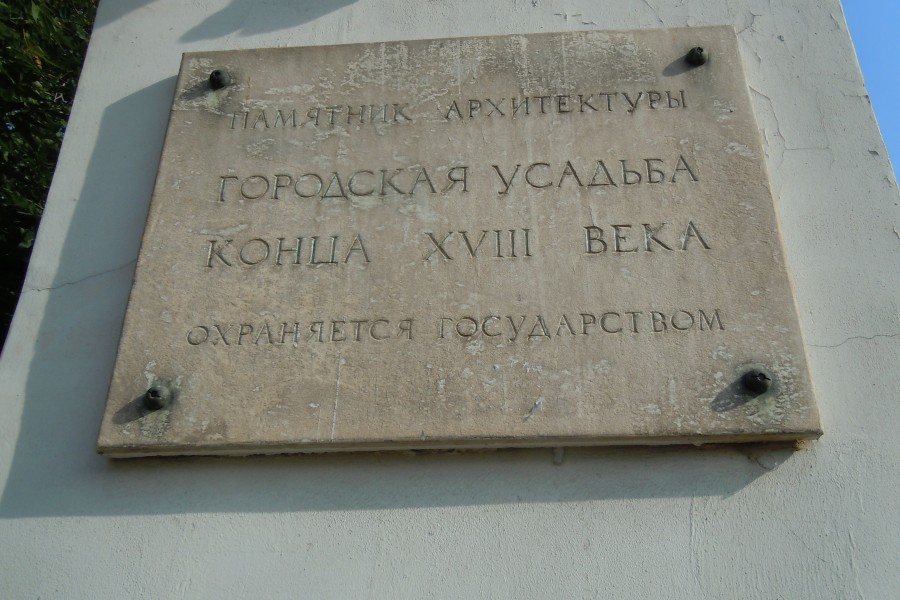 ПАМЯТНИК АРХИТЕКТУРЫ
ГОРОДСКАЯ УСАДЬБА
КОНЦА XVIII ВЕКА
ОХРАНЯЕТСЯ ГОСУДАРСТВОМ